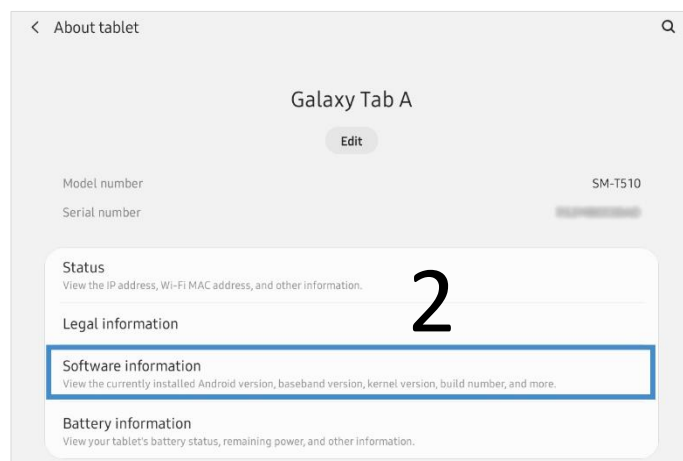 About tablet
Galaxy Tab A
Edit
Model number SM-T510
Serial number
Status
View the IP address, Wi-Fi MAC address, and other information.
2
Legal information
Software information
View the currently installed Android version, baseband version, kernel version, build number, and more.
Battery information
View your tablet's battery status, remaining power, and other information.